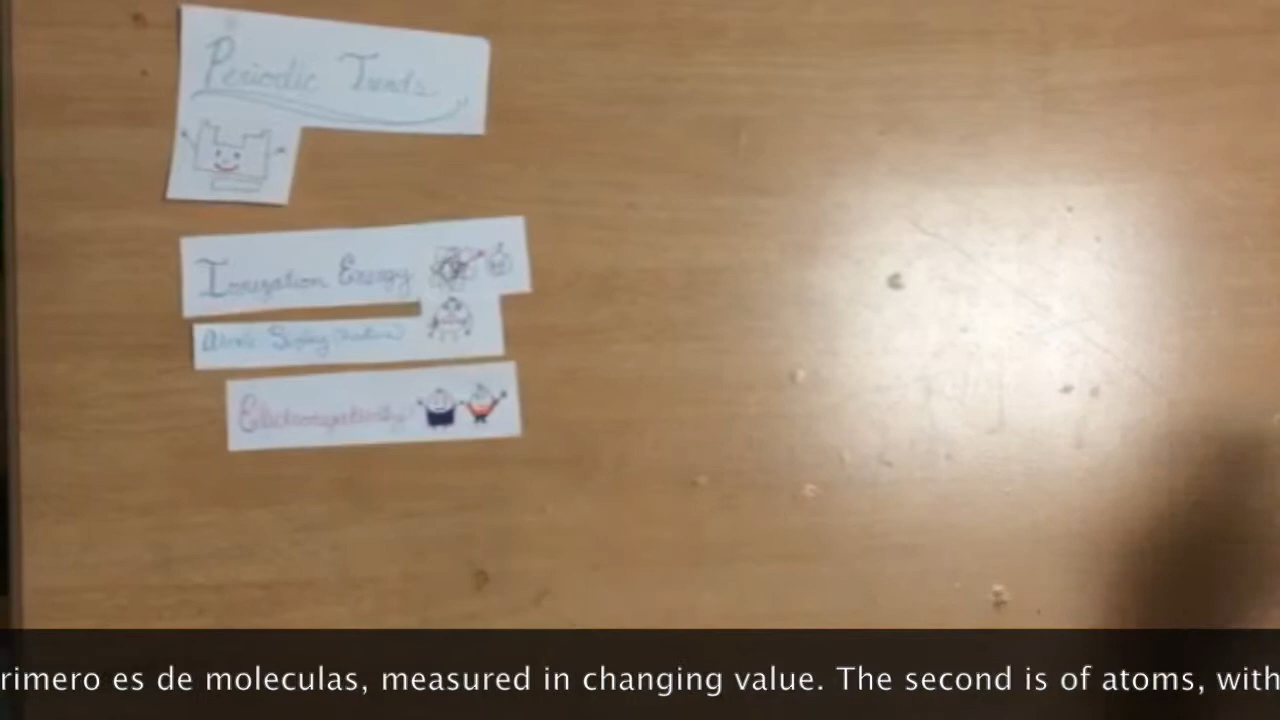 Periodic Trends
Ionization Energy
Atomic
Electronegativity
rimero es de moleculas, measured in changing value. The second is of atoms, with